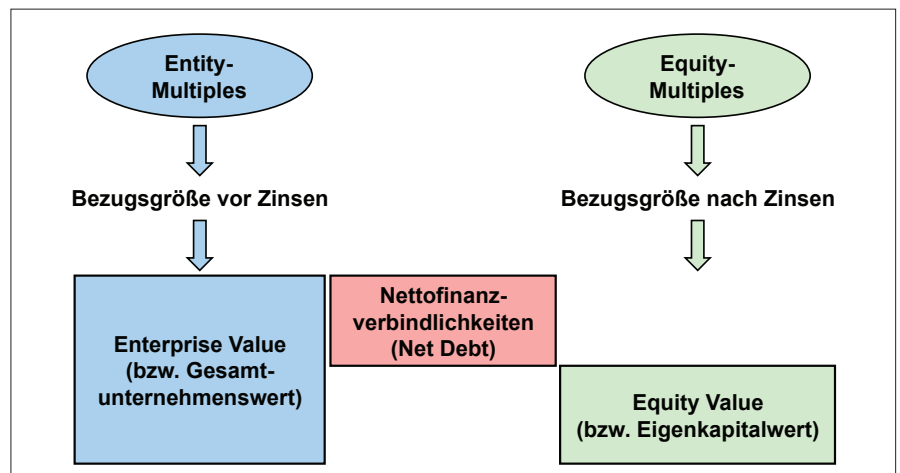 Entity-
Multiples
Equity-
Multiples
Bezugsgröße vor Zinsen
Bezugsgröße nach Zinsen
Enterprise Value
(bzw. Gesamt-
unternehmenswert)
Nettofinanz-
verbindlichkeiten
(Net Debt)
Equity Value
(bzw. Eigenkapitalwert)